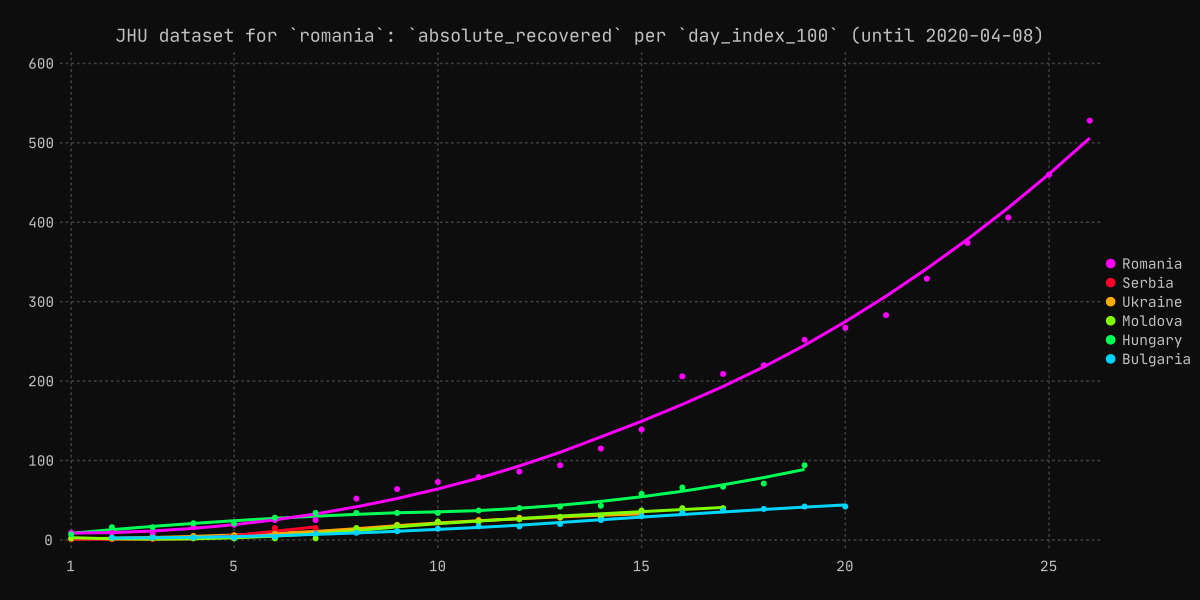 JHU dataset for `romania`: `absolute_recovered` per `day_index_100` (until 2020-04-08)
600
500
400
300
200
100
0
1
5
10
15
20
25
Romania
Serbia
Ukraine
Moldova
Hungary
Bulgaria